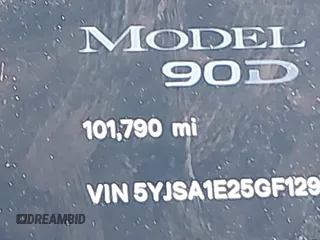 MODEL
90D
101,790 mi
VIN 5YJSA1E25GF129
DREAMBID